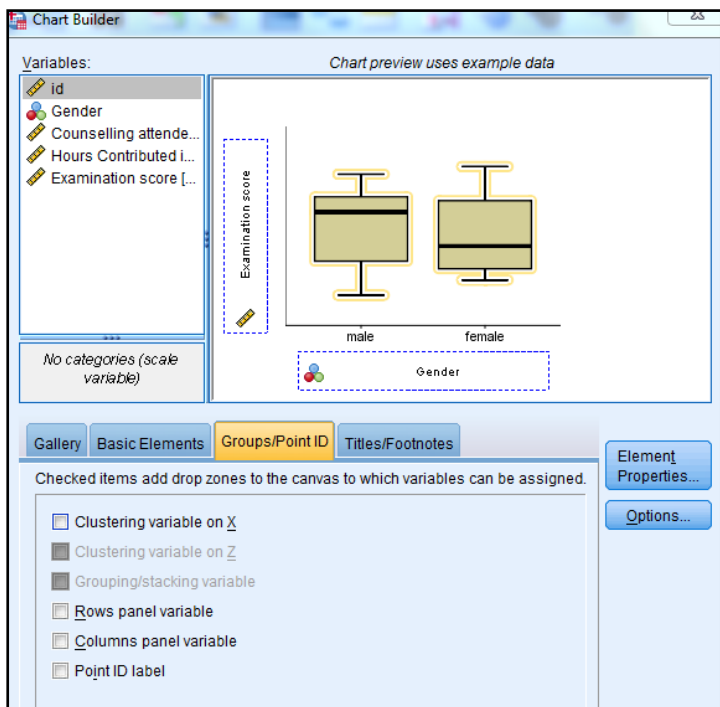 Chart Builder
Variables:
Chart preview uses example data
id
Gender
Counselling attende...
Hours Contributed i...
Examination score [...
No categories (scale
variable)
Examination score
male female
Gender
Gallery Basic Elements Groups/Point ID Titles/Footnotes
Checked items add drop zones to the canvas to which variables can be assigned.
Clustering variable on X
Clustering variable on Z
Grouping/stacking variable
Rows panel variable
Columns panel variable
Point ID label
Element
Properties...
Options...